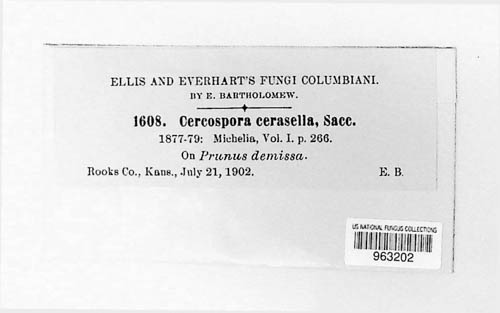 ELLIS AND EVERHART'S FUNGI COLUMBIANI.
BY E. BARTHOLOMEW.
1608. Cercospora cerasella, Sacc.
1877-79: Michelia, Vol. I. p. 266.
On Prunus demissa.
Rooks Co., Kans., July 21, 1902. E. B.
US NATIONAL FUNGUS COLLECTIONS
963202